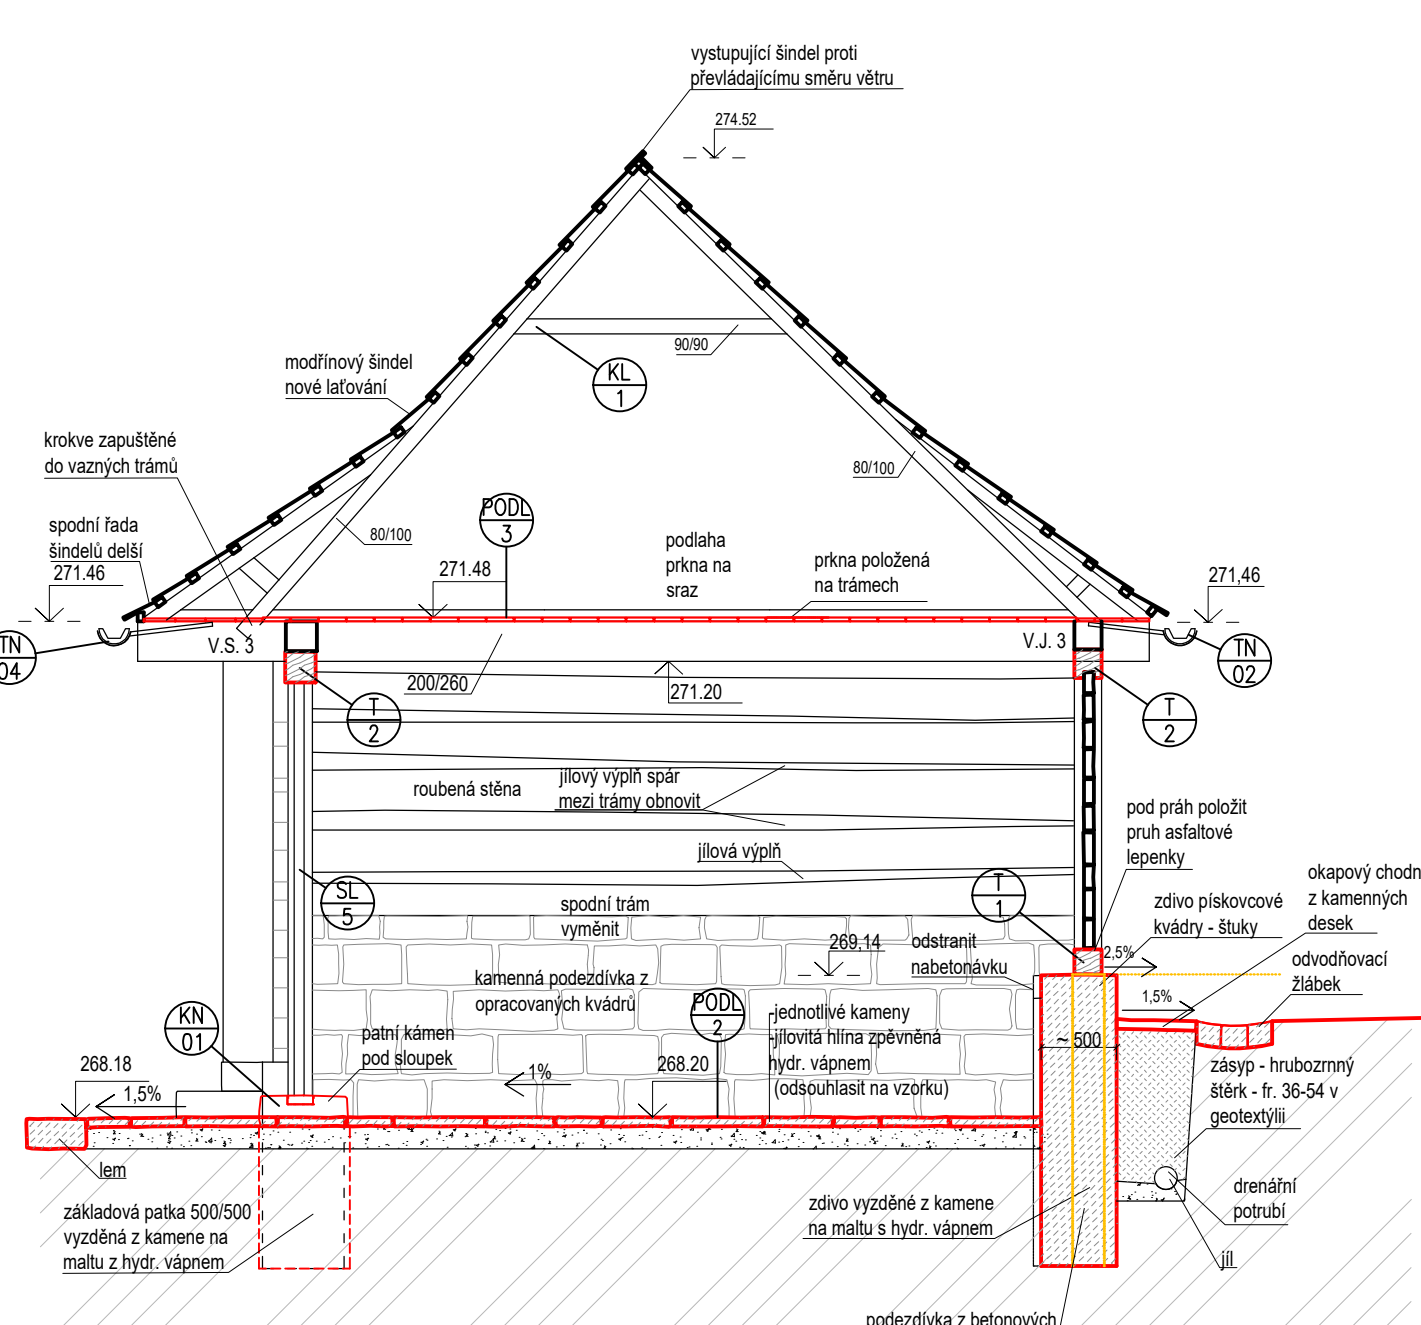 vystupující šindel proti
převládajícímu směru větru
274.52
90/90
KL
1
modřínový šindel
nové laťování
krokve zapuštěné
do vazných trámů
80/100
spodní řada
šindelů delší
271.46
80/100
PODL
3
271.48
podlaha
prkna na
sraz
prkna položená
na trámech
271,46
TN
04
V.S. 3
V.J. 3
TN
02
200/260
271.20
T
2
T
2
roubená stěna
jílový výplň spár
mezi trámy obnovit
jílová výplň
pod práh položit
pruh asfaltové
lepenky
SL
5
spodní trám
vyměnit
T
1
okapový chodn
z kamenných
desek
zdivo pískovcové
kvádry - štuky
269,14
odstranit
nabetonávku
2,5%
odvodňovací
žlábek
kamenná podezdívka z
opracovaných kvádrů
PODL
2
1,5%
KN
01
patní kámen
pod sloupek
-jednotlivé kameny
-jílovitá hlína zpěvněná
hydr. vápnem
(odsouhlasit na vzorku)
~ 500
268.18
1,5%
1%
268.20
zásyp - hrubozrnný
štěrk - fr. 36-54 v
geotextýlii
lem
základová patka 500/500
vyzděná z kamene na
maltu z hydr. vápnem
zdivo vyzděné z kamene
na maltu s hydr. vápnem
drenářní
potrubí
jíl
podezdívka z betonových